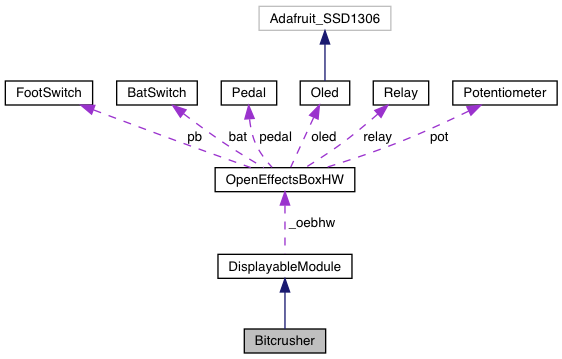 Adafruit_SSD1306
FootSwitch BatSwitch Pedal Oled Relay Potentiometer
pb bat pedal oled relay pot
OpenEffectsBoxHW
_oebhw
DisplayableModule
Bitcrusher